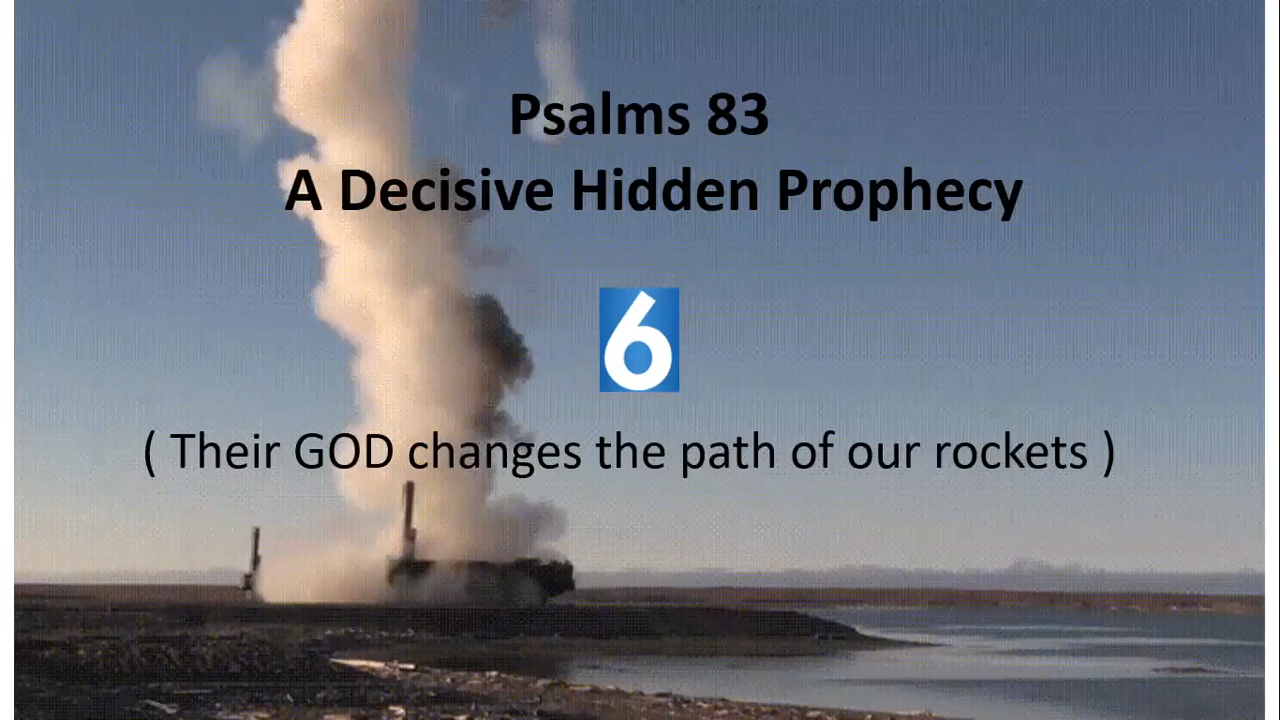 Psalms 83
A Decisive Hidden Prophecy
6
( Their GOD changes the path of our rockets )